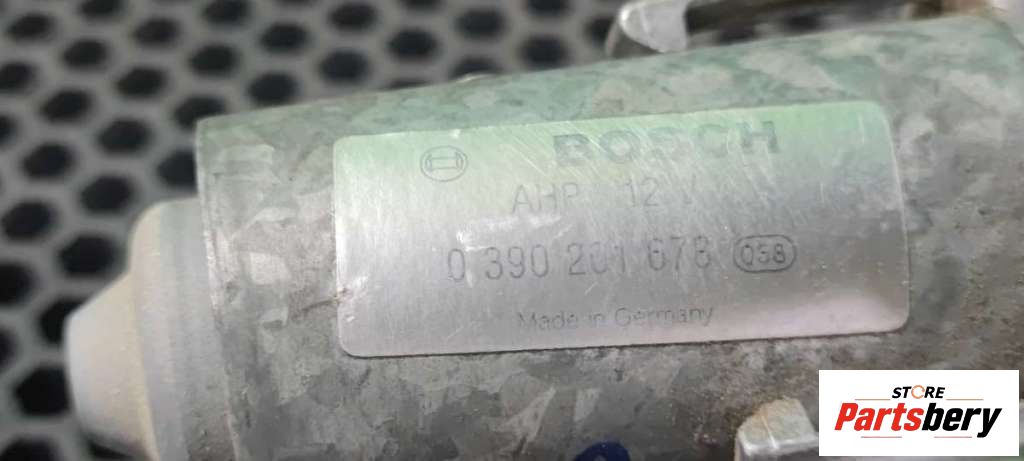 BOSCH
AHP 12 V
0 390 201 678 058
Made in Germany
STORE
Partsbery